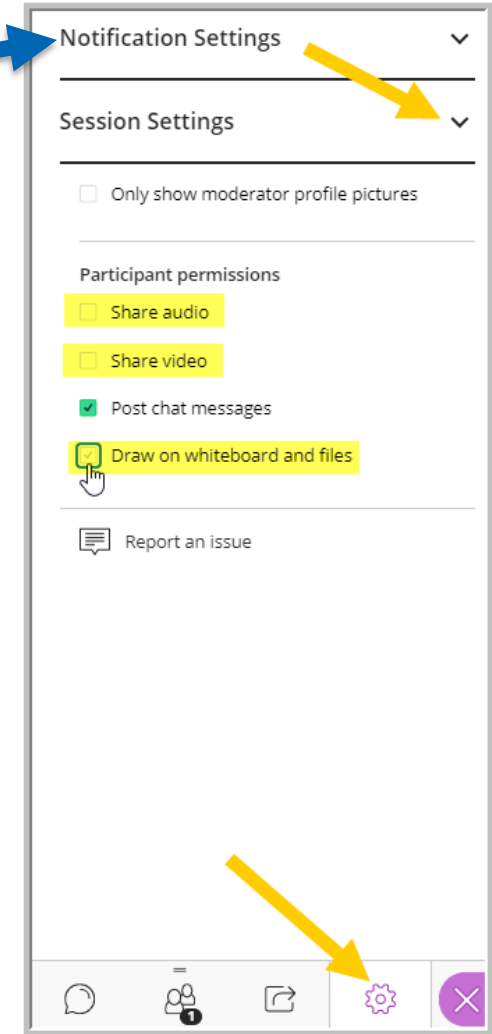 Notification Settings
Session Settings
Only show moderator profile pictures
Participant permissions
Share audio
Share video
Post chat messages
Draw on whiteboard and files
Report an issue
1